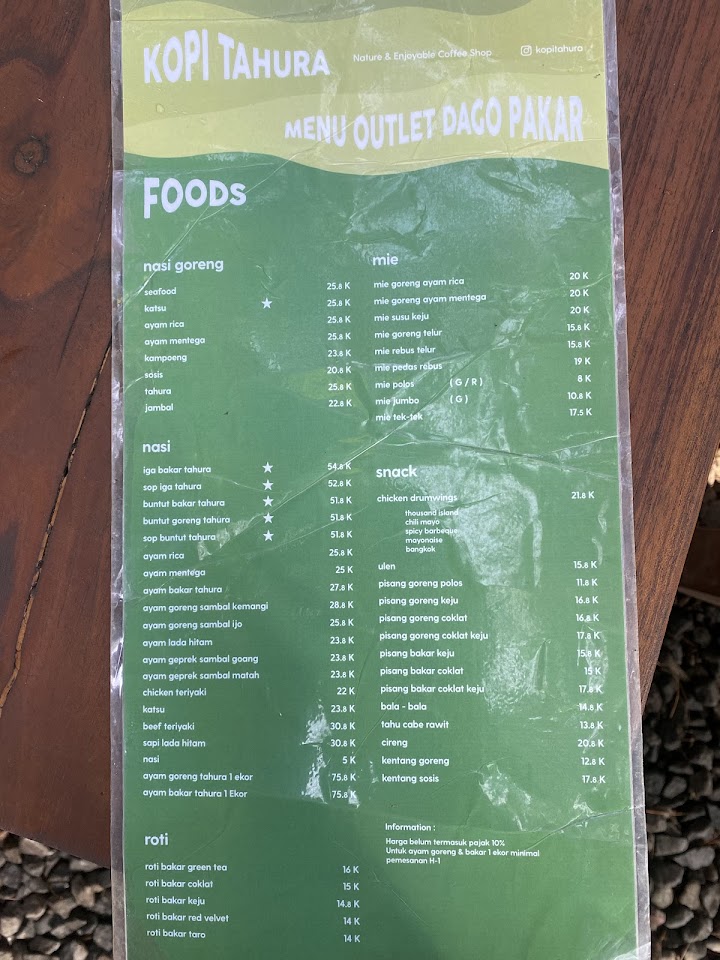 KOPI TAHURA
Nature & Enjoyable Coffee Shop
kopitahura
MENU OUTLET DAGO PAKAR
FOODS
nasi goreng
seafood 25.8 K
katsu ★ 25.8 K
ayam rica 25.8 K
ayam mentega 25.8 K
kampoeng 23.8 K
sosis 20.8 K
tahura 25.8 K
jambal 22.8 K
nasi
iga bakar tahura ★ 54.8 K
sop iga tahura ★ 52.8 K
buntut bakar tahura ★ 51.8 K
buntut goreng tahura ★ 51.8 K
sop buntut tahura ★ 51.8 K
ayam rica 25.8 K
ayam mentega 25 K
ayam bakar tahura 27.8 K
ayam goreng sambal kemangi 28.8 K
ayam goreng sambal ijo 25.8 K
ayam lada hitam 23.8 K
ayam geprek sambal goang 23.8 K
ayam geprek sambal matah 23.8 K
chicken teriyaki 22 K
katsu 23.8 K
beef teriyaki 30.8 K
sapi lada hitam 30.8 K
nasi 5 K
ayam goreng tahura 1 ekor 75.8 K
ayam bakar tahura 1 Ekor 75.8 K
roti
roti bakar green tea 16 K
roti bakar coklat 15 K
roti bakar keju 14.8 K
roti bakar red velvet 14 K
roti bakar taro 14 K
mie
mie goreng ayam rica 20 K
mie goreng ayam mentega 20 K
mie susu keju 20 K
mie goreng telur 15.8 K
mie rebus telur 15.8 K
mie pedas rebus 19 K
mie polos ( G / R ) 8 K
mie jumbo ( G ) 10.8 K
mie tek-tek 17.5 K
snack
chicken drumwings 21.8 K
thousand island
chili mayo
spicy barbeque
mayonaise
bangkok
ulen 15.8 K
pisang goreng polos 11.8 K
pisang goreng keju 16.8 K
pisang goreng coklat 16.8 K
pisang goreng coklat keju 17.8 K
pisang bakar keju 15.8 K
pisang bakar coklat 15 K
pisang bakar coklat keju 17.8 K
bala - bala 14.8 K
tahu cabe rawit 13.8 K
cireng 20.8 K
kentang goreng 12.8 K
kentang sosis 17.8 K
Information :
Harga belum termasuk pajak 10%
Untuk ayam goreng & bakar 1 ekor minimal
pemesanan H-1